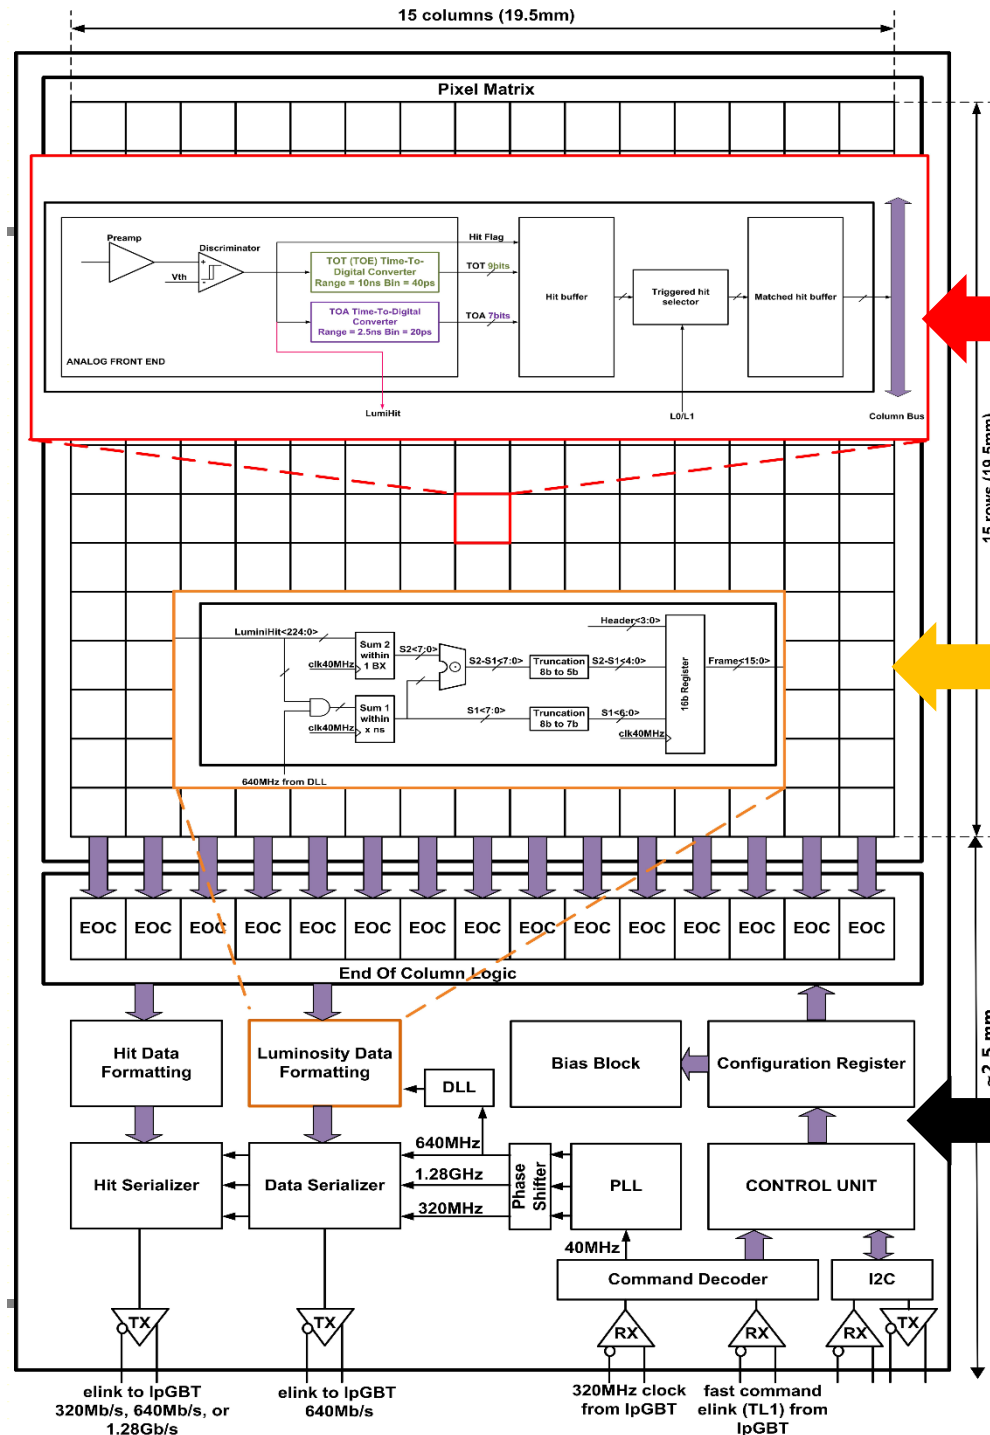 15 columns (19.5mm)
Pixel Matrix
Preamp
Discriminator
Vth
+
-
TOT (TOE) Time-To-
Digital Converter
Range = 10ns Bin = 40ps
TOA Time-To-Digital
Converter
Range = 2.5ns Bin = 20ps
ANALOG FRONT END
Hit Flag
TOT 9bits
TOA 7bits
Hit buffer
Triggered hit
selector
Matched hit buffer
LumiHit
L0/L1
Column Bus
15 rows (19.5mm)
LuminiHit<224:0>
clk40MHz
Sum 2
within
1 BX
S2<7:0>
S2-S1<7:0>
Truncation
8b to 5b
S2-S1<4:0>
Header<3:0>
16b Register
Frame<15:0>
Sum 1
within
x ns
clk40MHz
S1<7:0>
Truncation
8b to 7b
S1<6:0>
clk40MHz
640MHz from DLL
EOC EOC EOC EOC EOC EOC EOC EOC EOC EOC EOC EOC EOC EOC EOC
End Of Column Logic
≈2.5 mm
Hit Data
Formatting
Luminosity Data
Formatting
DLL
Bias Block
Configuration Register
Hit Serializer
Data Serializer
640MHz
1.28GHz
320MHz
Phase
Shifter
PLL
CONTROL UNIT
40MHz
Command Decoder
I2C
TX
TX
RX
RX
RX
TX
elink to lpGBT
320Mb/s, 640Mb/s, or
1.28Gb/s
elink to lpGBT
640Mb/s
320MHz clock
from lpGBT
fast command
elink (TL1) from
lpGBT